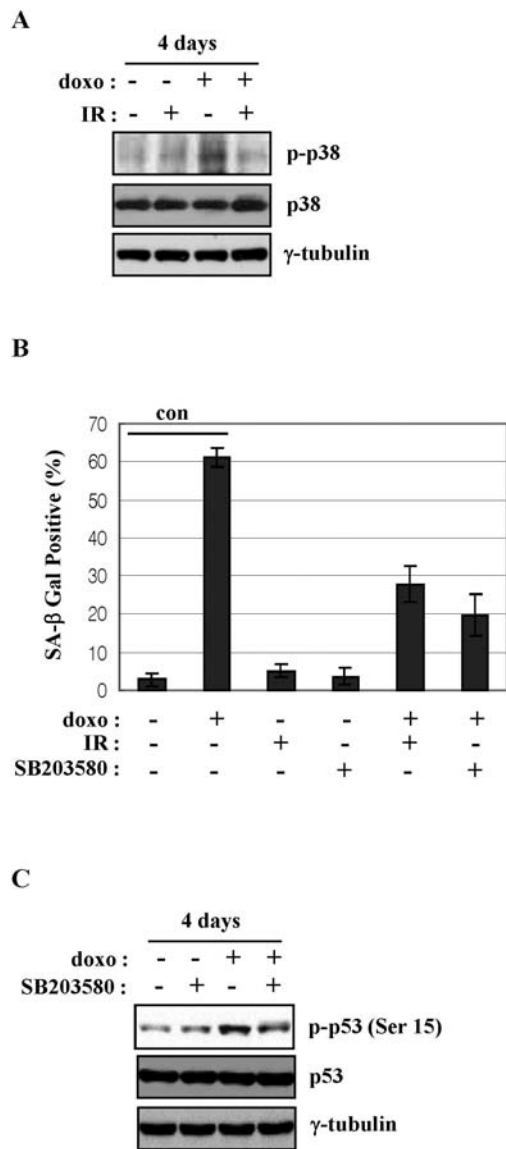 A
4 days
doxo : - - + +
IR : - + - +
p-p38
p38
γ-tubulin
B
con
70
60
50
40
30
20
10
0
SA-β Gal Positive (%)
doxo : - + - - + +
IR : - - + - + -
SB203580 : - - - + - +
C
4 days
doxo : - - + +
SB203580 : - + - +
p-p53 (Ser 15)
p53
γ-tubulin